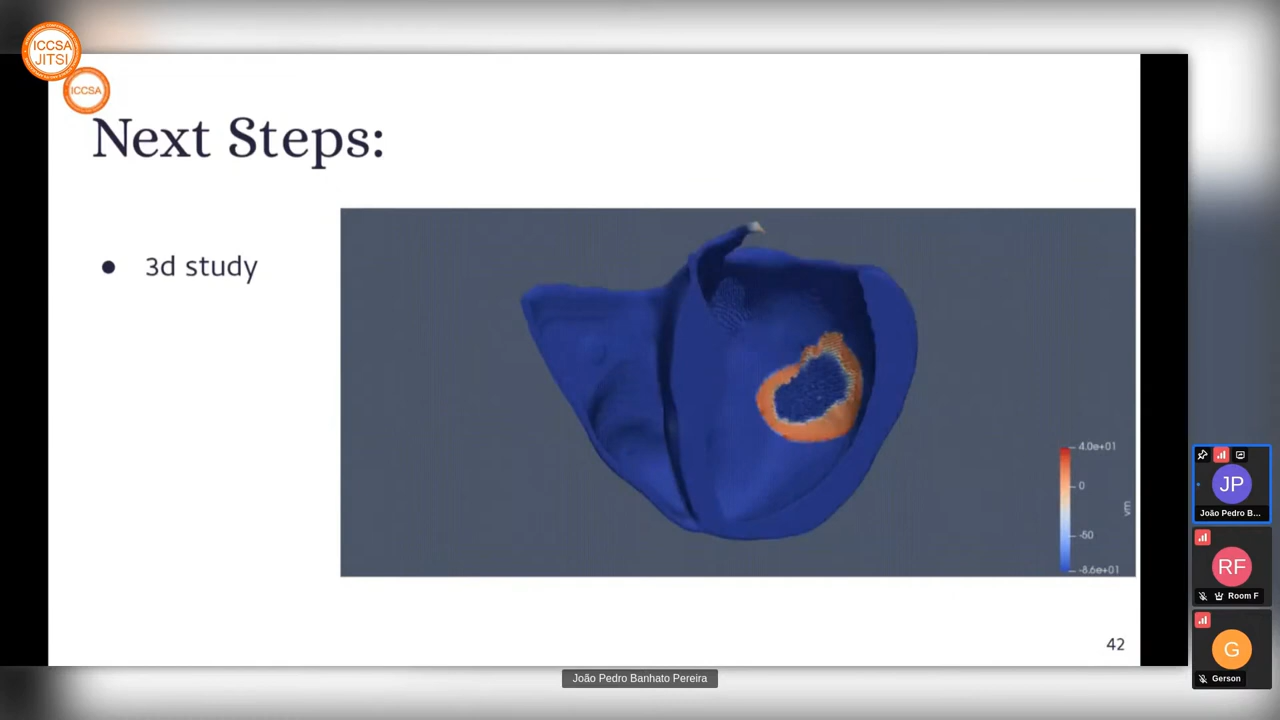 ICCSA
JITSI
ICCSA
Next Steps:
● 3d study
4.0e+01
0
-50
-8.6e+01
vm
42
JP
João Pedro B...
RF
Room F
G
Gerson
João Pedro Banhato Pereira